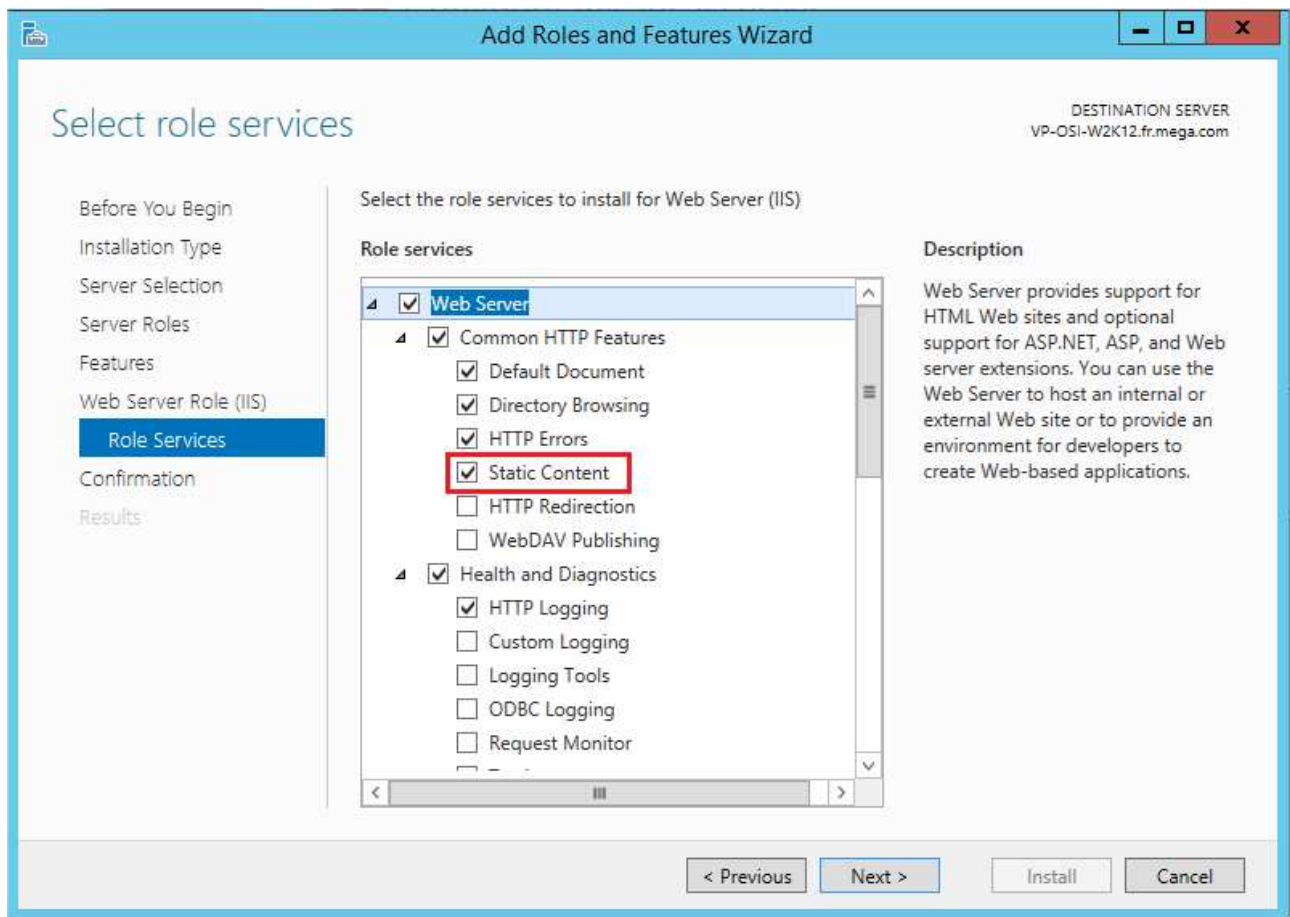 Add Roles and Features Wizard
Select role services
DESTINATION SERVER
VP-OSI-W2K12.fr.mega.com
Before You Begin
Installation Type
Server Selection
Server Roles
Features
Web Server Role (IIS)
Role Services
Confirmation
Results
Select the role services to install for Web Server (IIS)
Role services
Web Server
Common HTTP Features
Default Document
Directory Browsing
HTTP Errors
Static Content
HTTP Redirection
WebDAV Publishing
Health and Diagnostics
HTTP Logging
Custom Logging
Logging Tools
ODBC Logging
Request Monitor
Description
Web Server provides support for
HTML Web sites and optional
support for ASP.NET, ASP, and Web
server extensions. You can use the
Web Server to host an internal or
external Web site or to provide an
environment for developers to
create Web-based applications.
< Previous
Next >
Install
Cancel